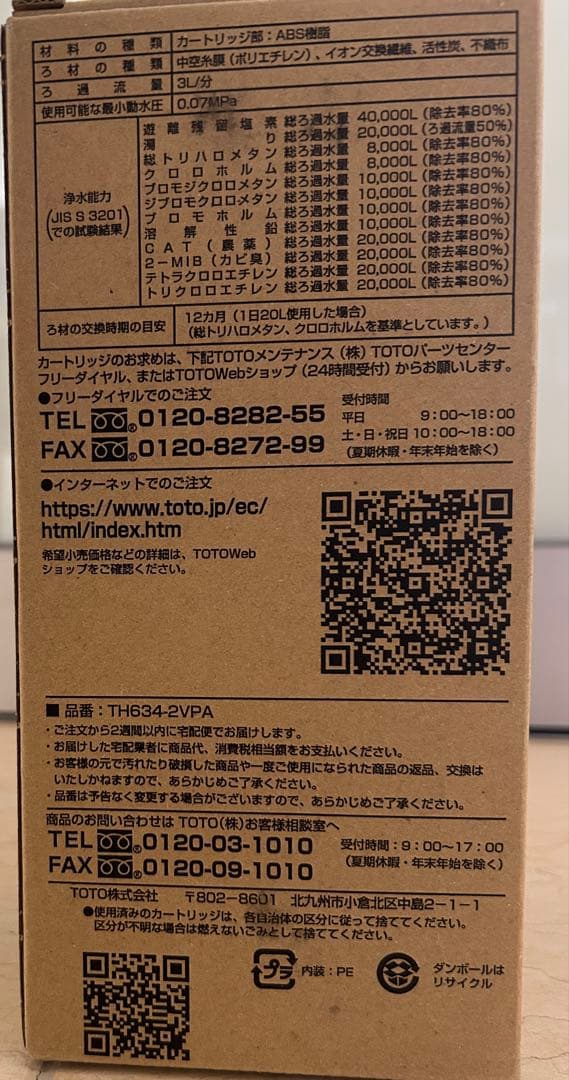 材料の種類 カートリッジ部：ABS樹脂
ろ材の種類 中空糸膜（ポリエチレン）、イオン交換繊維、活性炭、不織布
ろ過流量 3L/分
使用可能な最小動水圧 0.07MPa
浄水能力
(JIS S 3201
での試験結果)
遊離残留塩素 総ろ過水量 40,000L（除去率80%）
濁り 総ろ過水量 20,000L（ろ過流量50%）
総トリハロメタン 総ろ過水量 8,000L（除去率80%）
クロロホルム 総ろ過水量 8,000L（除去率80%）
ブロモジクロロメタン 総ろ過水量 10,000L（除去率80%）
ジブロモクロロメタン 総ろ過水量 10,000L（除去率80%）
ブロモホルム 総ろ過水量 10,000L（除去率80%）
溶解性鉛 総ろ過水量 10,000L（除去率80%）
CAT（農薬） 総ろ過水量 20,000L（除去率80%）
2-MIB（カビ臭） 総ろ過水量 20,000L（除去率80%）
テトラクロロエチレン 総ろ過水量 20,000L（除去率80%）
トリクロロエチレン 総ろ過水量 20,000L（除去率80%）
ろ材の交換時期の目安 12カ月（1日20L使用した場合）
（総トリハロメタン、クロロホルムを基準としています。）
カートリッジのお求めは、下記TOTOメンテナンス（株）TOTOパーツセンター
フリーダイヤル、またはTOTOWebショップ（24時間受付）からお願いします。
●フリーダイヤルでのご注文
TEL 0120-8282-55
FAX 0120-8272-99
受付時間
平日 9：00～18：00
土・日・祝日 10：00～18：00
（夏期休暇・年末年始を除く）
●インターネットでのご注文
https://www.toto.jp/ec/
html/index.htm
希望小売価格などの詳細は、TOTOWeb
ショップをご確認ください。
■ 品番：TH634-2VPA
・ご注文から2週間以内に宅配便でお届けします。
・お届けした宅配業者に商品代、消費税相当額をお支払いください。
・お客様の元で汚れたり破損した商品や一度ご使用になられた商品の返品、交換は
いたしかねますので、あらかじめご了承ください。
・品番は予告なく変更する場合がございますので、あらかじめご了承ください。
商品のお問い合わせは TOTO（株）お客様相談室へ
TEL 0120-03-1010
FAX 0120-09-1010
受付時間：9：00～17：00
（夏期休暇・年末年始を除く）
TOTO株式会社 〒802-8601 北九州市小倉北区中島2-1-1
●使用済みのカートリッジは、各自治体の区分に従って捨ててください。
区分が不明な場合は燃えないごみとして捨ててください。
プラ 内装：PE
ダンボールは
リサイクル